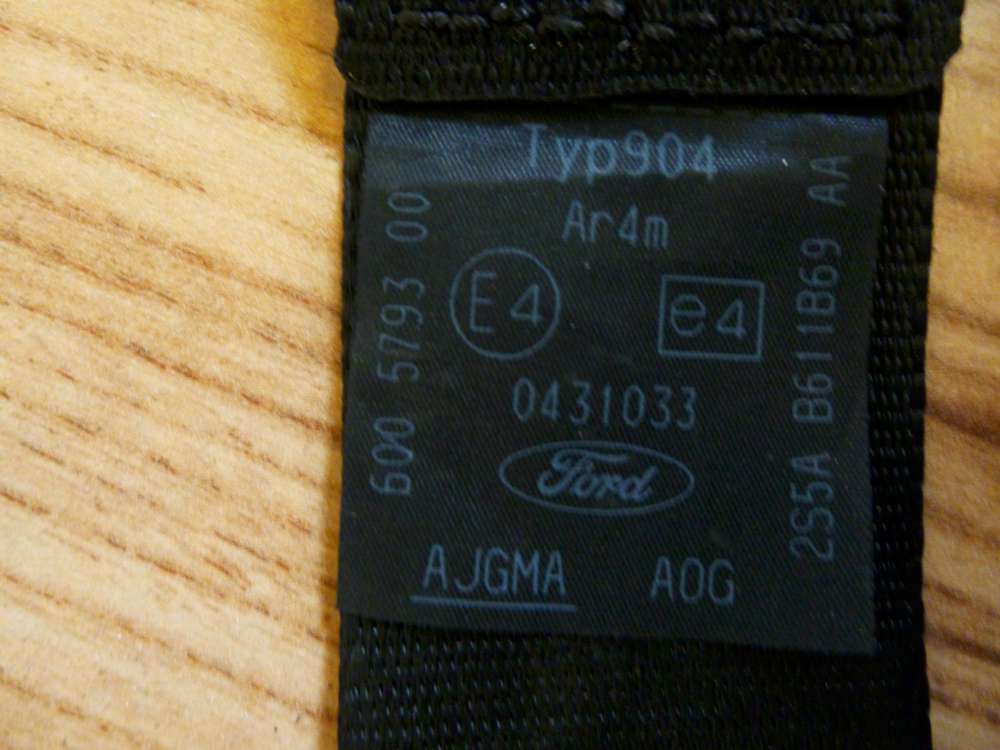 Typ904
Ar4m
E4
e4
0431033
Ford
AJGMA AOG
600 5793 00
2S5A B611B69 AA